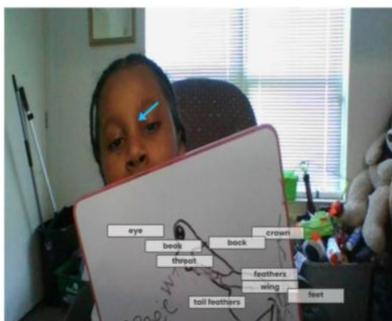 eye
crown
beak
back
throat
feathers
wing
feet
tail feathers